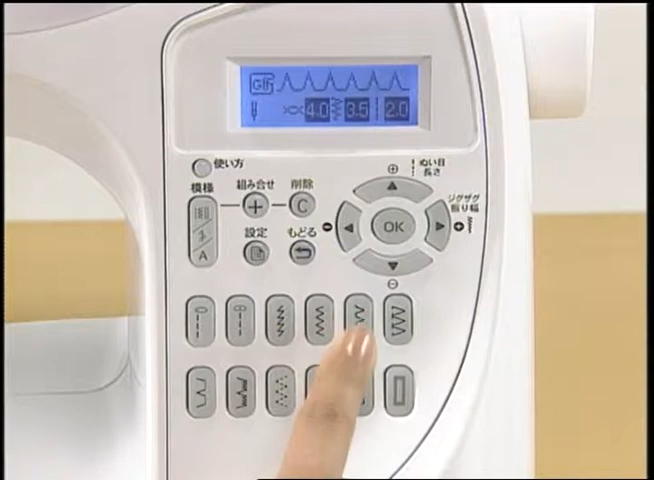 4.0 3.5 2.0
使い方
ぬい目
長さ
模様
組み合せ
削除
ジグザグ
振り幅
C
OK
設定
もどる
A